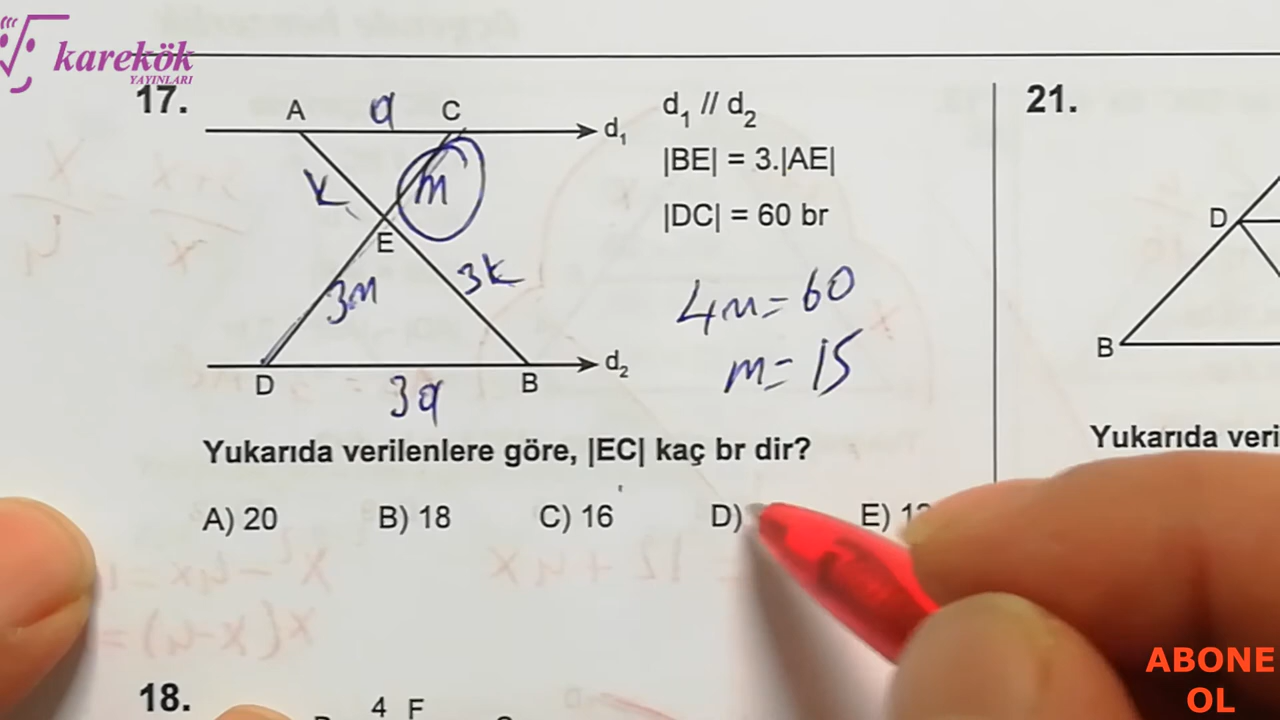 karekök
YAYINLARI
17.
A
a
C
d1
d1 // d2
21.
|BE| = 3.|AE|
k
m
|DC| = 60 br
D
E
3k
3m
4m = 60
m = 15
B
d2
D
3a
B
Yukarıda verilenlere göre, |EC| kaç br dir?
Yukarıda veri
A) 20
B) 18
C) 16
D)
E)
18.
4
F
ABONE
OL